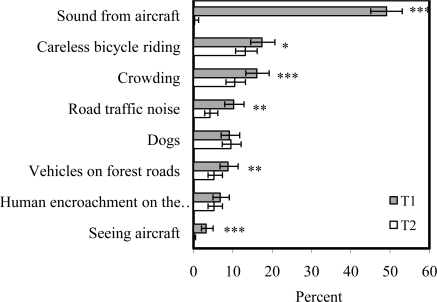 Sound from aircraft
***
Careless bicycle riding
*
Crowding
***
Road traffic noise
**
Dogs
Vehicles on forest roads
**
Human encroachment on the..
T1
T2
Seeing aircraft
***
0 10 20 30 40 50 60
Percent